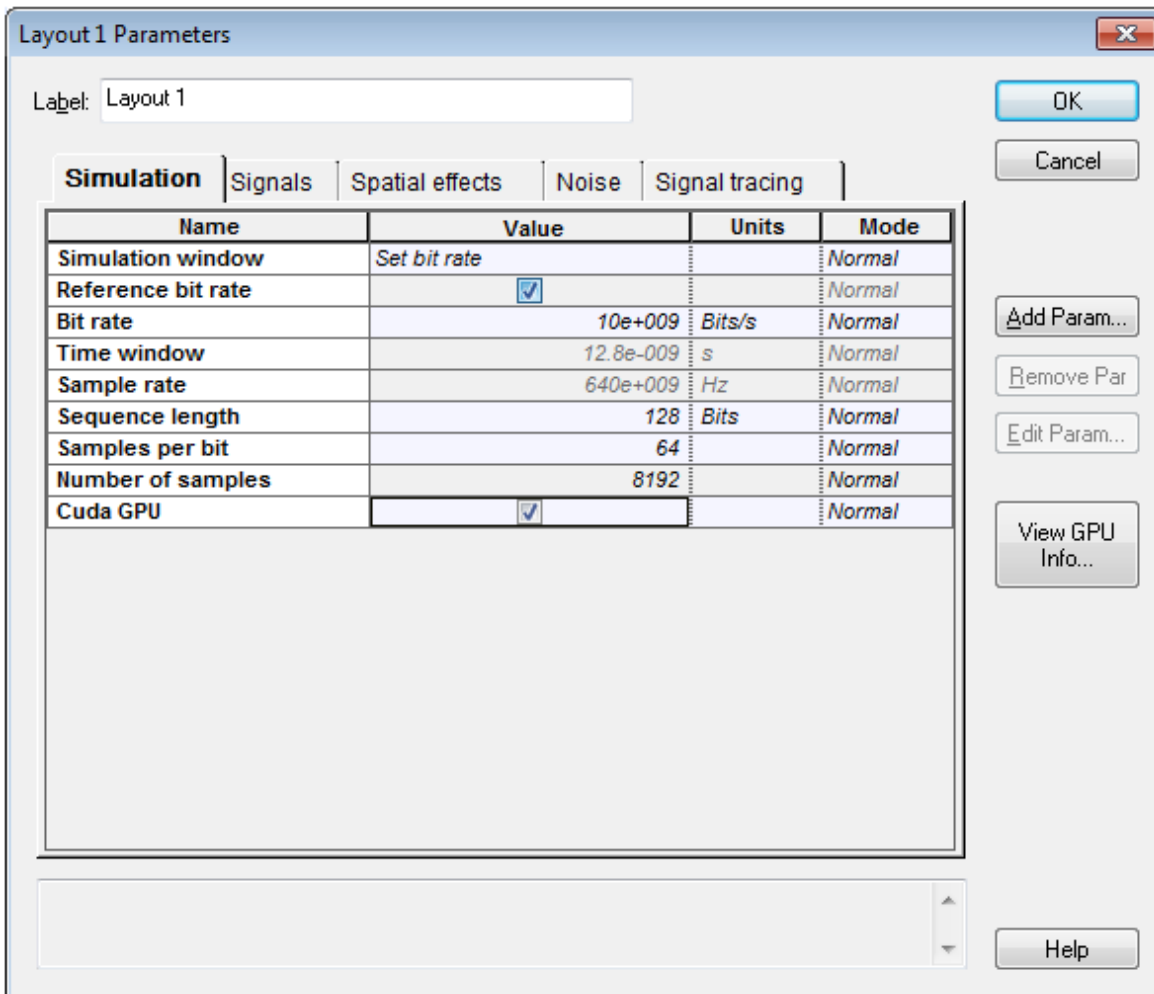 Layout 1 Parameters
Label: Layout 1
OK
Cancel
Simulation Signals Spatial effects Noise Signal tracing
Name Value Units Mode
Simulation window Set bit rate Normal
Reference bit rate Normal
Bit rate 10e+009 Bits/s Normal
Time window 12.8e-009 s Normal
Sample rate 640e+009 Hz Normal
Sequence length 128 Bits Normal
Samples per bit 64 Normal
Number of samples 8192 Normal
Cuda GPU Normal
Add Param...
Remove Par
Edit Param...
View GPU
Info...
Help